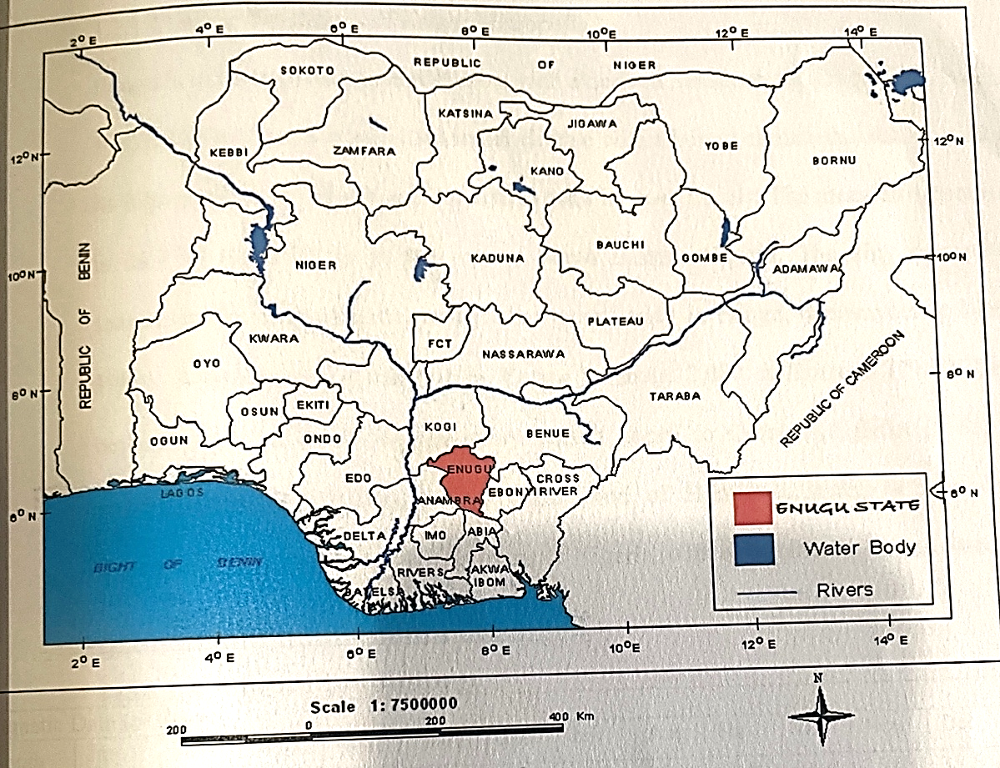 2° E 4° E 6° E 8° E 10° E 12° E 14° E
REPUBLIC OF NIGER
SOKOTO
KATSINA
JIGAWA
12° N
KEBBI
ZAMFARA
KANO
YOBE
BORNU
12° N
REPUBLIC OF BENIN
10° N
NIGER
KADUNA
BAUCHI
GOMBE
ADAMAWA
10° N
KWARA
FCT
PLATEAU
NASSARAWA
OYO
8° N
OSUN
EKITI
TARABA
8° N
REPUBLIC OF CAMEROON
OGUN
ONDO
KOGI
BENUE
EDO
ENUGU
CROSS
RIVER
LAGOS
ANAMBRA
EBONYI
6° N
6° N
DELTA
IMO
ABIA
BIGHT OF BENIN
RIVERS
AKWA
IBOM
BAYELSA
ENUGU STATE
Water Body
Rivers
2° E 4° E 6° E 8° E 10° E 12° E 14° E
Scale 1: 7500000
200 0 200 400 Km
N